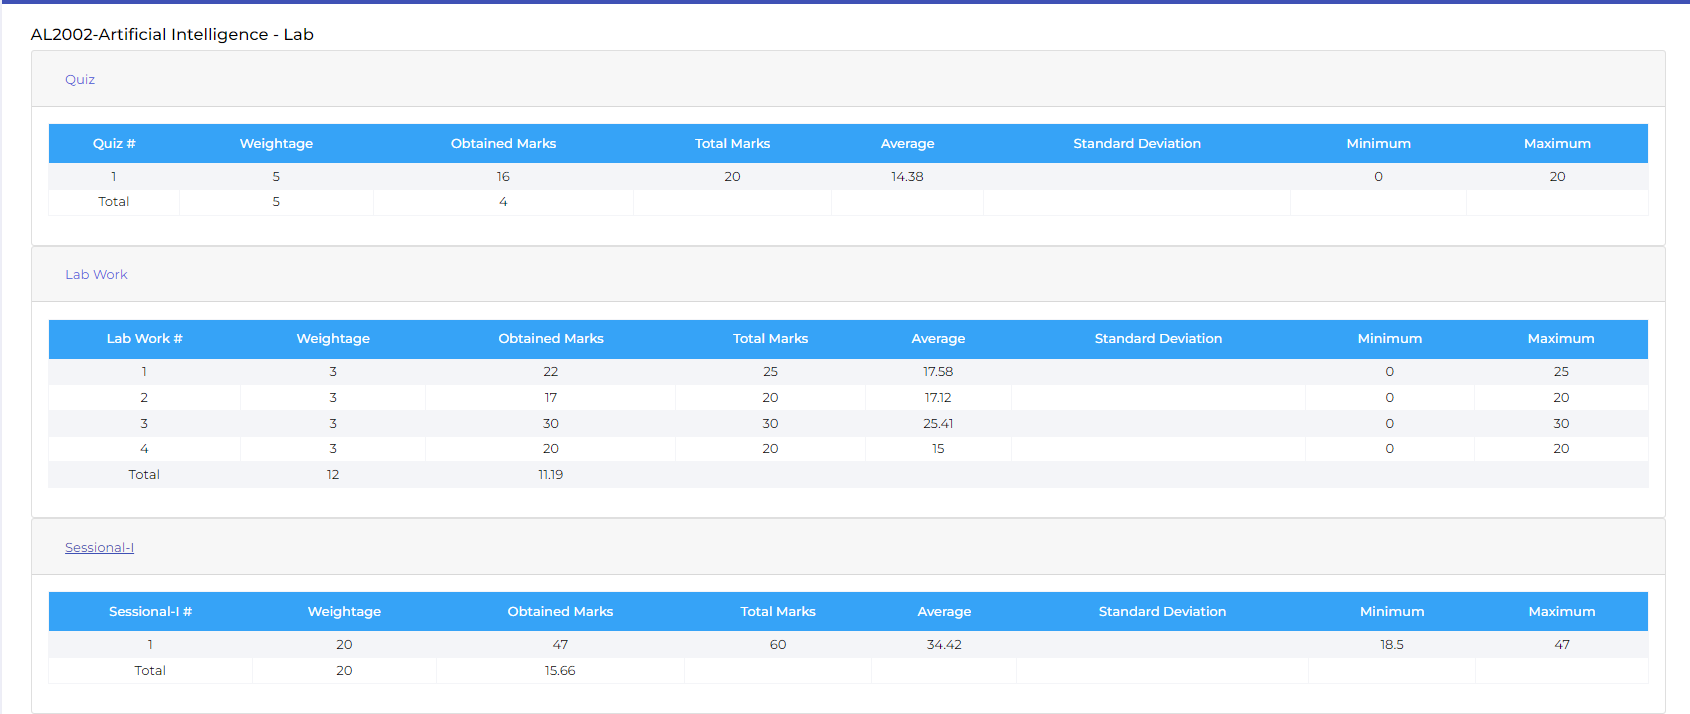 AL2002-Artificial Intelligence - Lab
Quiz
Quiz # Weightage Obtained Marks Total Marks Average Standard Deviation Minimum Maximum
1 5 16 20 14.38 0 20
Total 5 4
Lab Work
Lab Work # Weightage Obtained Marks Total Marks Average Standard Deviation Minimum Maximum
1 3 22 25 17.58 0 25
2 3 17 20 17.12 0 20
3 3 30 30 25.41 0 30
4 3 20 20 15 0 20
Total 12 11.19
Sessional-I
Sessional-I # Weightage Obtained Marks Total Marks Average Standard Deviation Minimum Maximum
1 20 47 60 34.42 18.5 47
Total 20 15.66